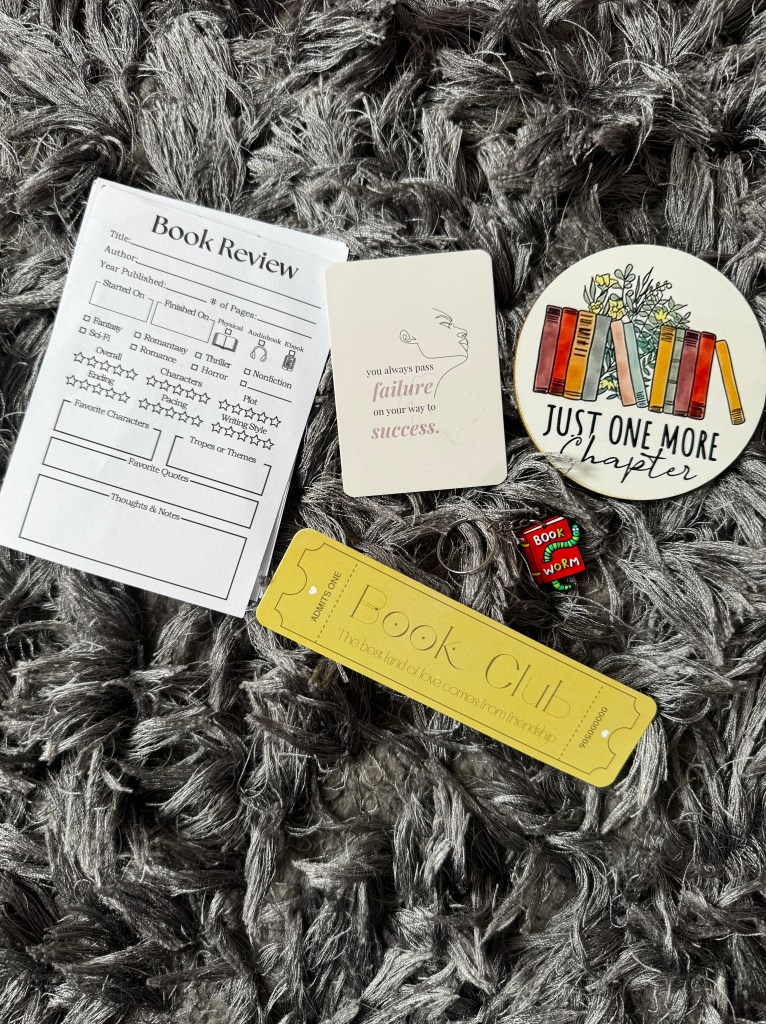 Book Review
Title:
Author:
Year Published: # of Pages:
Started On Finished On Physical Audiobook Ebook
Fantasy Romantasy Thriller Nonfiction
Sci-Fi Romance Horror
Overall Characters Plot
Ending Pacing Writing Style
Favorite Characters Tropes or Themes
Favorite Quotes
Thoughts & Notes
you always pass
failure
on your way to
success.
JUST ONE MORE
Chapter
BOOK
WORM
ADMITS ONE
Book Club
The best kind of love comes from friendship
905000000